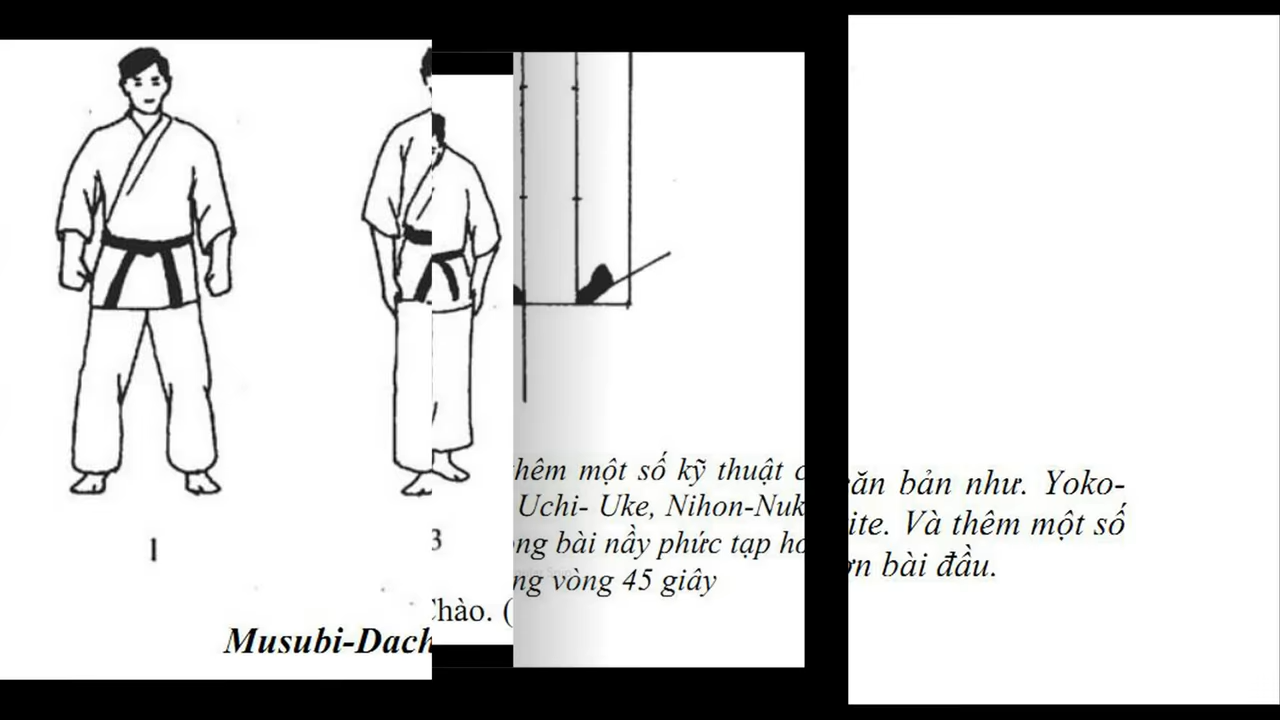 1
3
Musubi-Dach
Chào. (
thêm một số kỹ thuật c
Uchi- Uke, Nihon-Nuk
ng bài nầy phức tạp h
ng vòng 45 giây
căn bản như. Yoko-
ite. Và thêm một số
ơn bài đầu.